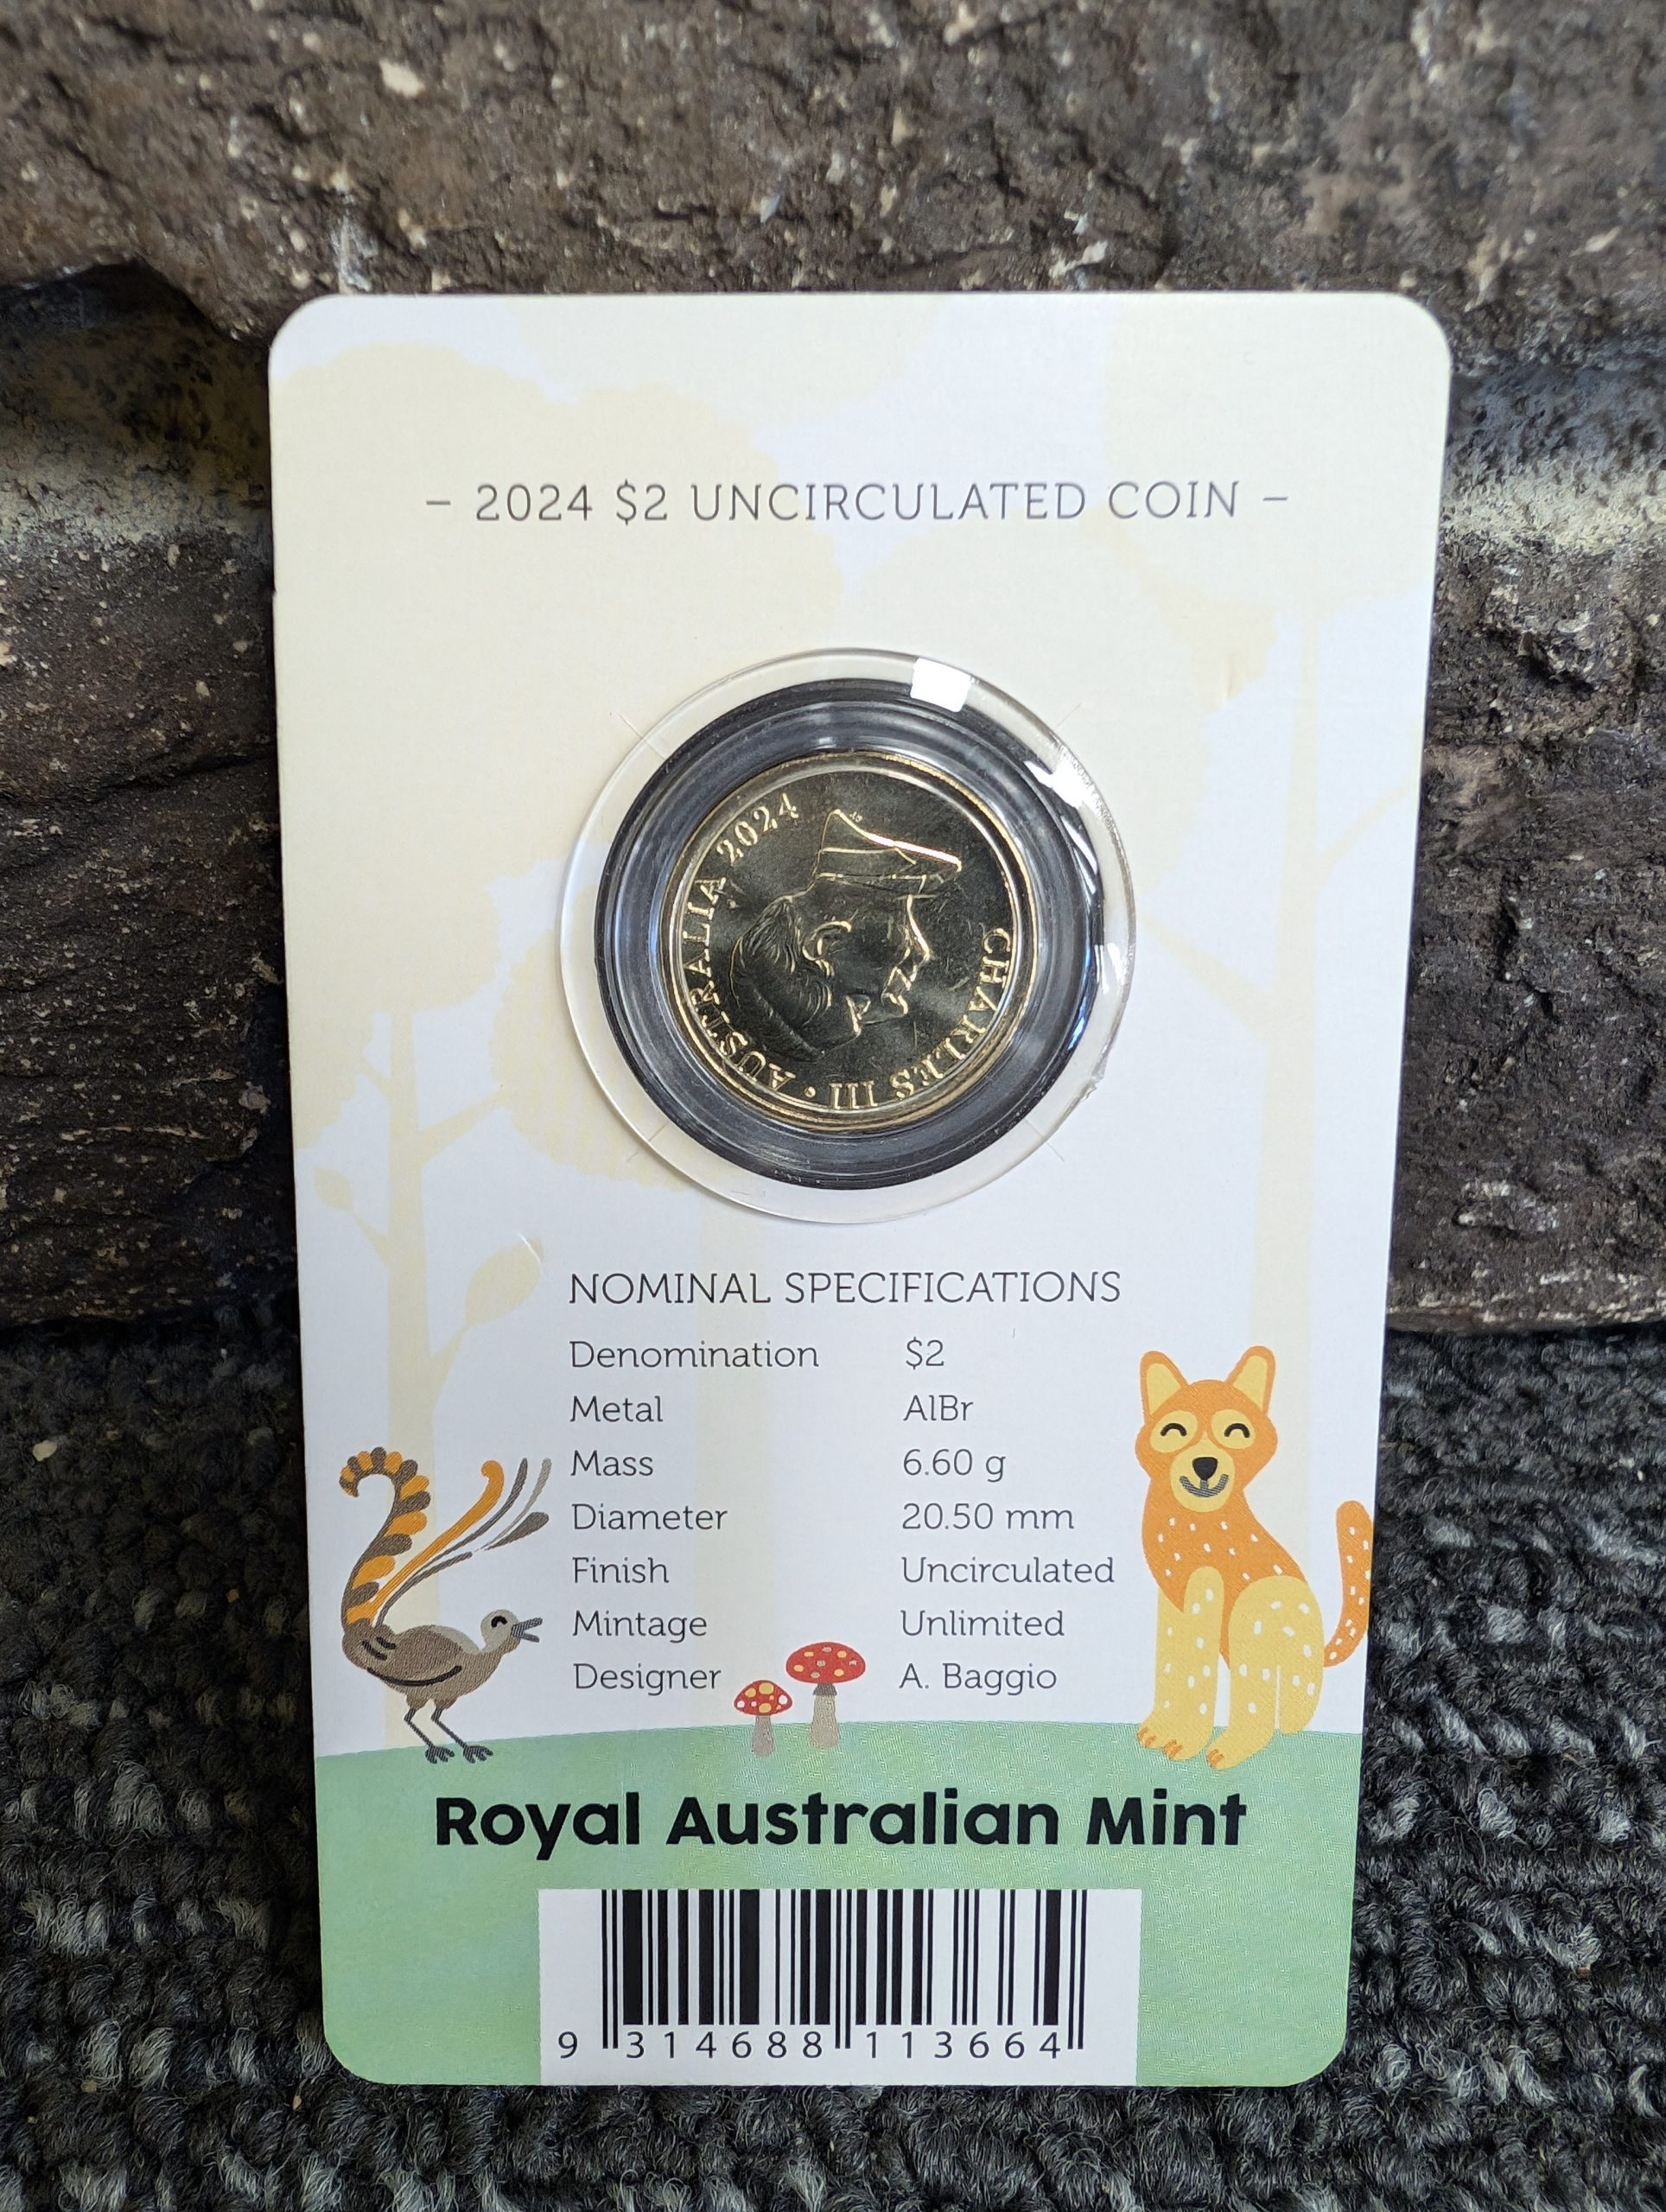 – 2024 $2 UNCIRCULATED COIN –
CHARLES III • AUSTRALIA 2024
NOMINAL SPECIFICATIONS
Denomination $2
Metal AlBr
Mass 6.60 g
Diameter 20.50 mm
Finish Uncirculated
Mintage Unlimited
Designer A. Baggio
Royal Australian Mint
9 314688 113664